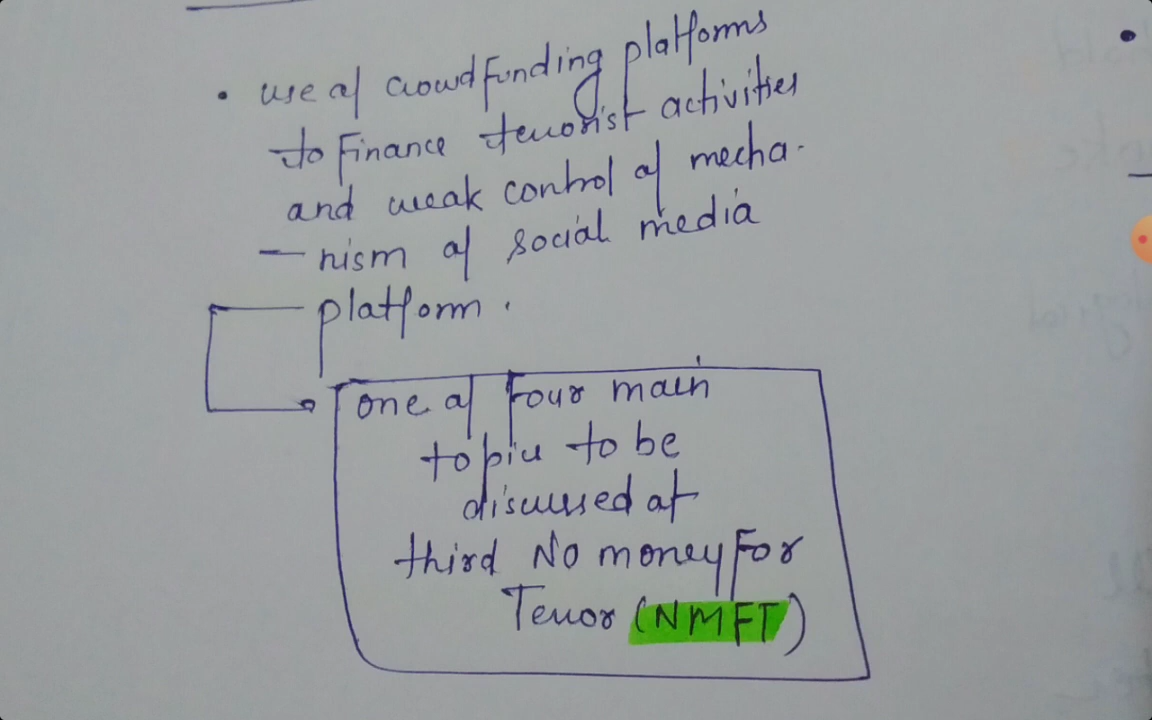 • use of crowdfunding platforms
to Finance terrorist activities
and weak control of mecha-
- nism of social media
platform.
one of Four main
topics to be
discussed at
third No money For
Terror (NMFT)